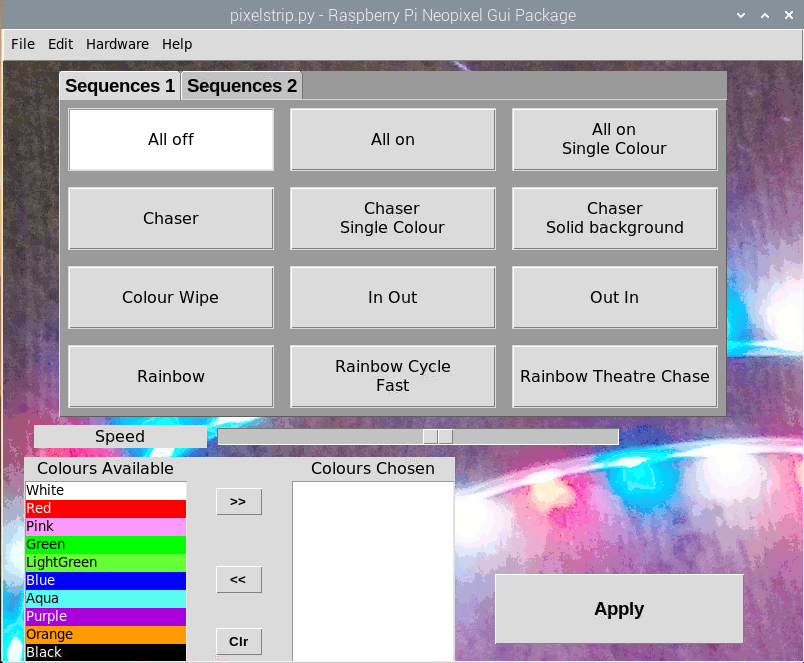 pixelstrip.py - Raspberry Pi Neopixel Gui Package
File Edit Hardware Help
Sequences 1 Sequences 2
All off
All on
All on
Single Colour
Chaser
Chaser
Single Colour
Chaser
Solid background
Colour Wipe
In Out
Out In
Rainbow
Rainbow Cycle
Fast
Rainbow Theatre Chase
Speed
Colours Available
White
Red
Pink
Green
LightGreen
Blue
Aqua
Purple
Orange
Black
>>
<<
Clr
Colours Chosen
Apply